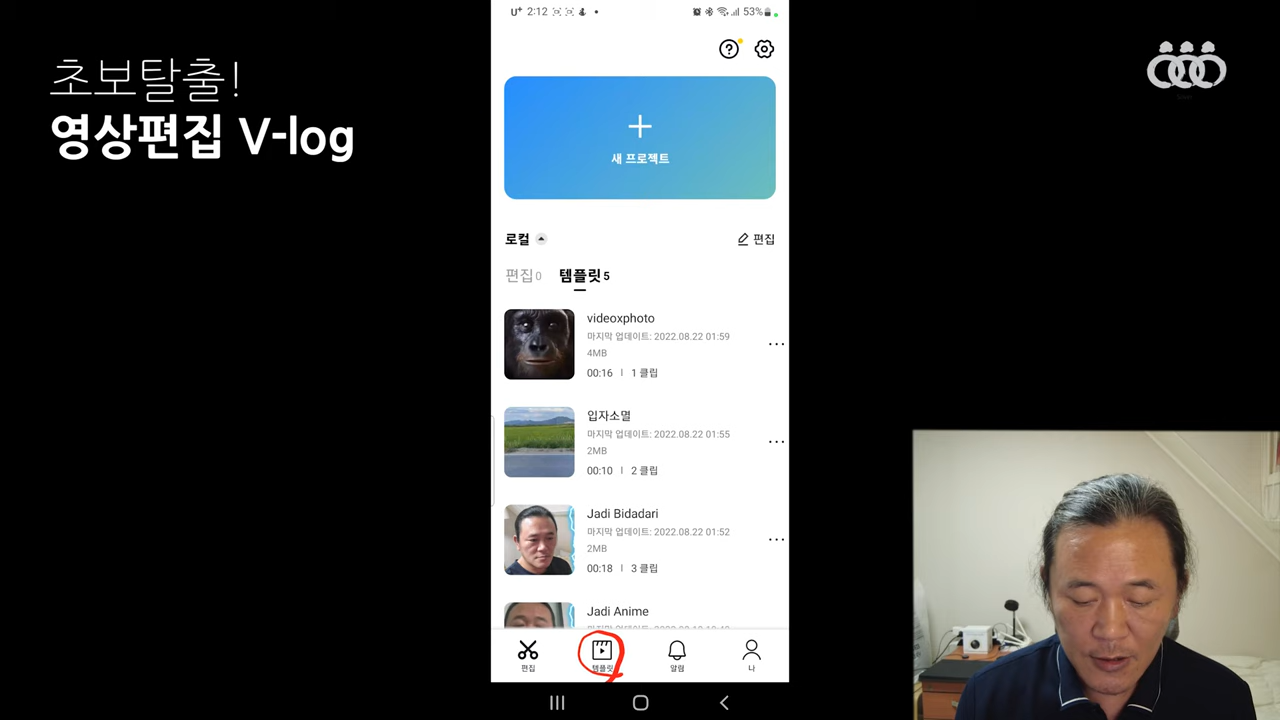 초보탈출!
영상편집 V-log
U+ 2:12
53%
새 프로젝트
로컬
편집
편집 0
템플릿 5
videoxphoto
마지막 업데이트: 2022.08.22 01:59
4MB
00:16 | 1 클립
입자소멸
마지막 업데이트: 2022.08.22 01:55
2MB
00:10 | 2 클립
Jadi Bidadari
마지막 업데이트: 2022.08.22 01:52
2MB
00:18 | 3 클립
Jadi Anime
편집
템플릿
알림
나